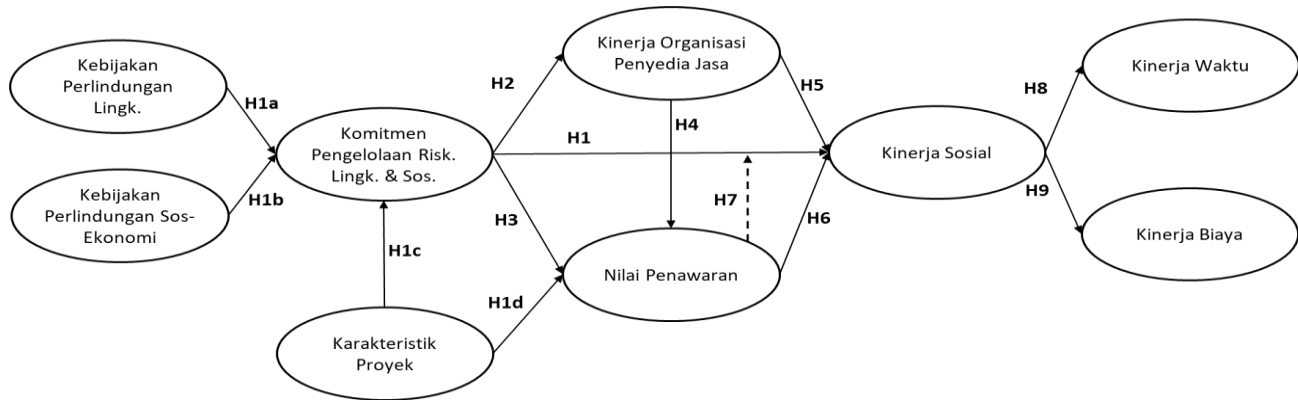 Kebijakan
Perlindungan
Lingk.
H1a
Kebijakan
Perlindungan Sos-
Ekonomi
H1b
Komitmen
Pengelolaan Risk.
Lingk. & Sos.
H1c
Karakteristik
Proyek
H1d
H2
H3
H1
Kinerja Organisasi
Penyedia Jasa
H4
Nilai Penawaran
H5
H7
H6
Kinerja Sosial
H8
H9
Kinerja Waktu
Kinerja Biaya